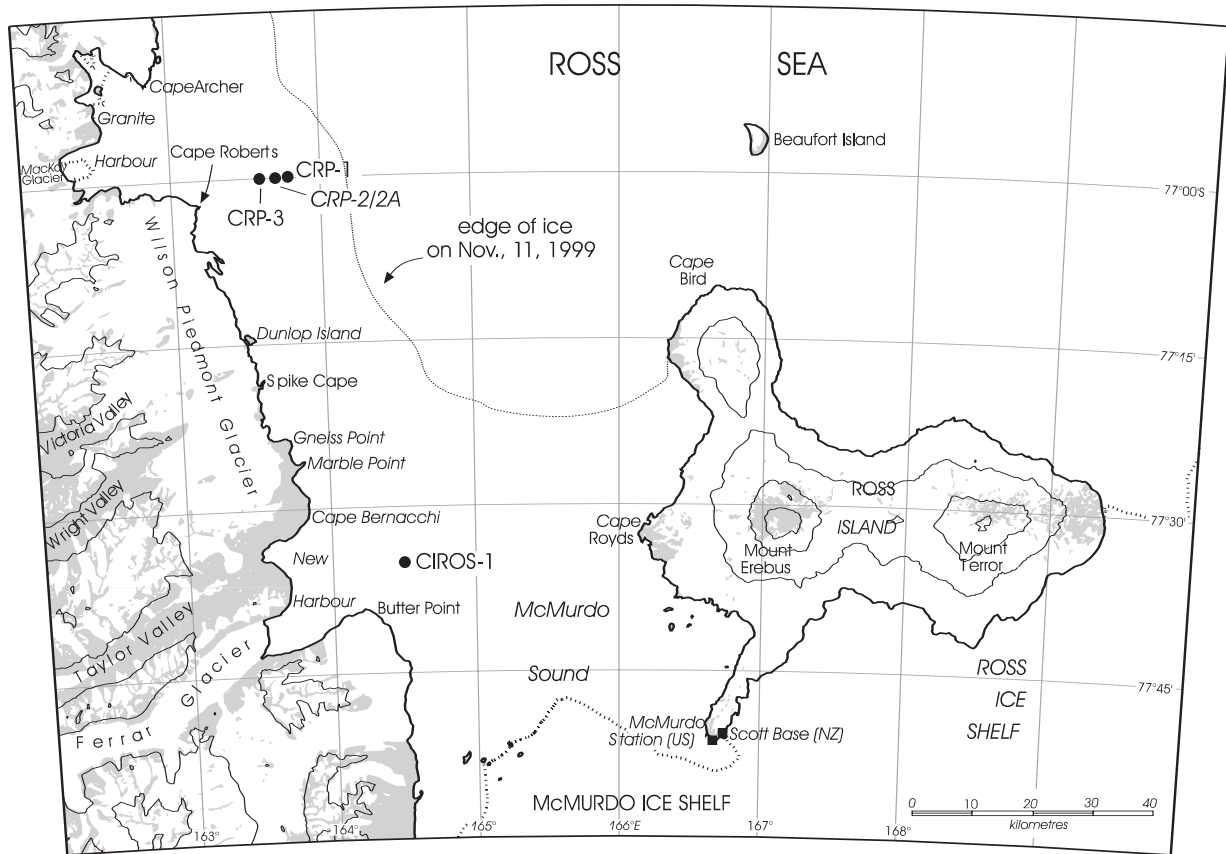 ROSS SEA
CapeArcher
Granite
Harbour
MacKay
Glacier
Cape Roberts
CRP-1
CRP-2/2A
CRP-3
Beaufort Island
77°00'S
edge of ice
on Nov., 11, 1999
Cape
Bird
Wilson Piedmont Glacier
Dunlop Island
77°15'
Spike Cape
Victoria Valley
Gneiss Point
Marble Point
Wright Valley
Cape Bernacchi
Cape
Royds
ROSS
ISLAND
77°30'
Mount
Erebus
Mount
Terror
New
Harbour
CIROS-1
Butter Point
McMurdo
Sound
Taylor Valley
Ferrar Glacier
ROSS
ICE
SHELF
77°45'
McMurdo
Station (US)
Scott Base (NZ)
McMURDO ICE SHELF
0 10 20 30 40
kilometres
163° 164° 165° 166°E 167° 168°